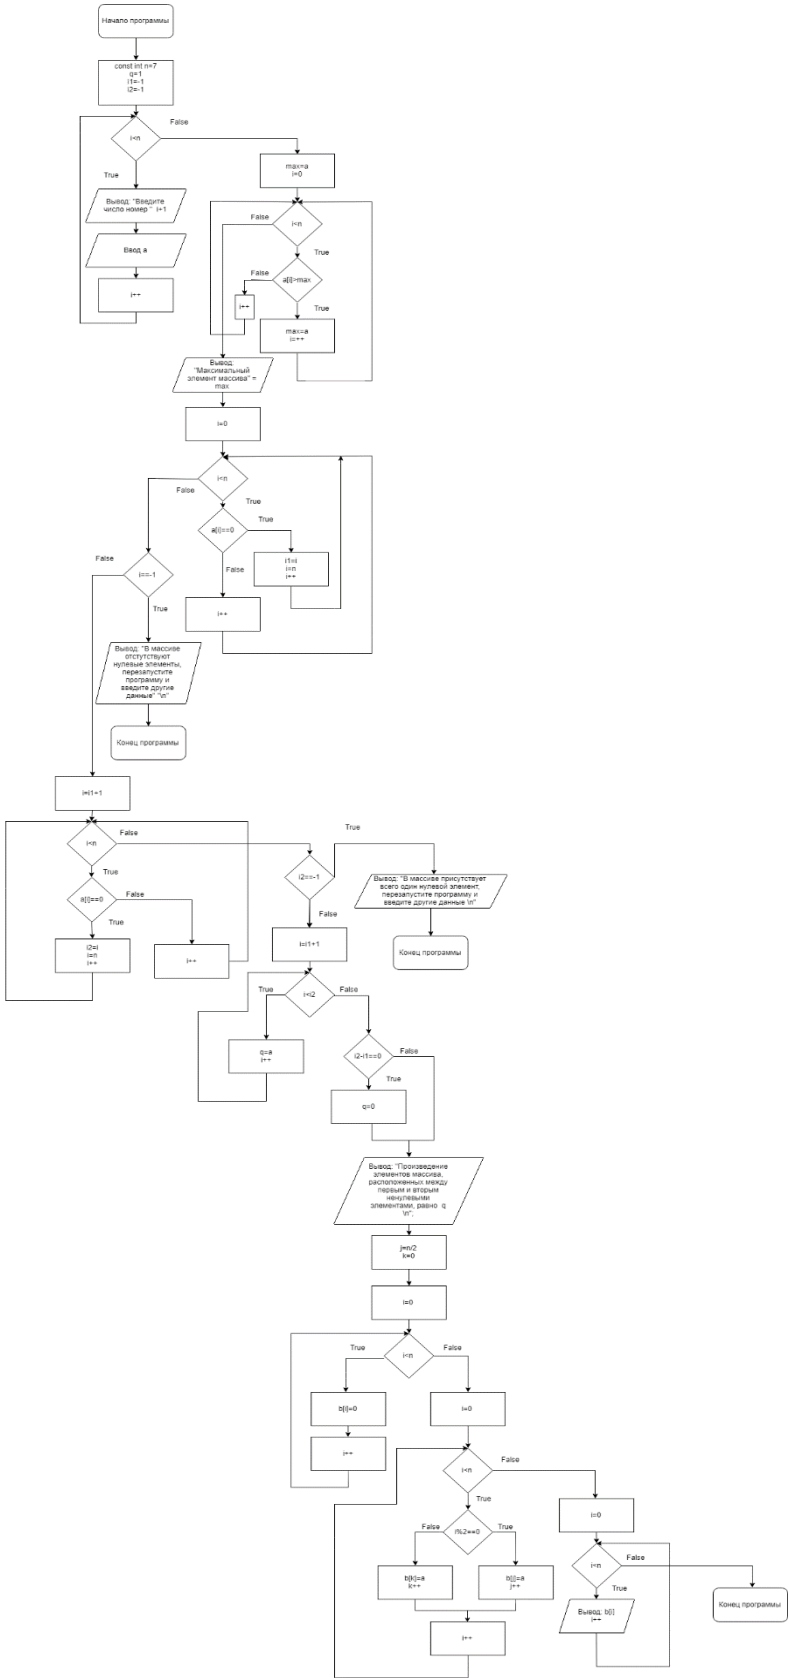 Начало программы
const int n=7
q=1
i1=-1
i2=-1
i<n
False
True
Вывод: "Введите
число номер " i+1
Ввод a
i++
max=a
i=0
i<n
False
True
a[i]>max
False
True
i++
max=a
i=++
Вывод:
"Максимальный
элемент массива" =
max
i=0
i<n
False
True
a[i]==0
True
False
i1=i
i=n
i++
i++
i==-1
False
True
Вывод: "В массиве
отстутствуют
нулевые элементы,
перезапустите
программу и
введите другие
данные" "\n"
Конец программы
i=i1+1
i<n
False
True
a[i]==0
False
True
i2=i
i=n
i++
i++
i2==-1
True
False
Вывод: "В массиве присутствует
всего один нулевой элемент,
перезапустите программу и
введите другие данные \n"
Конец программы
i=i1+1
i<i2
True
False
q=a
i++
i2-i1==0
False
True
q=0
Вывод: "Произведение
элементов массива,
расположенных между
первым и вторым
ненулевыми
элементами, равно q
\n";
j=n/2
k=0
i=0
i<n
True
False
b[i]=0
i++
i=0
i<n
False
True
i%2==0
False
True
b[k]=a
k++
b[j]=a
j++
i++
i=0
i=n
False
True
Вывод: b[i]
i++
Конец программы